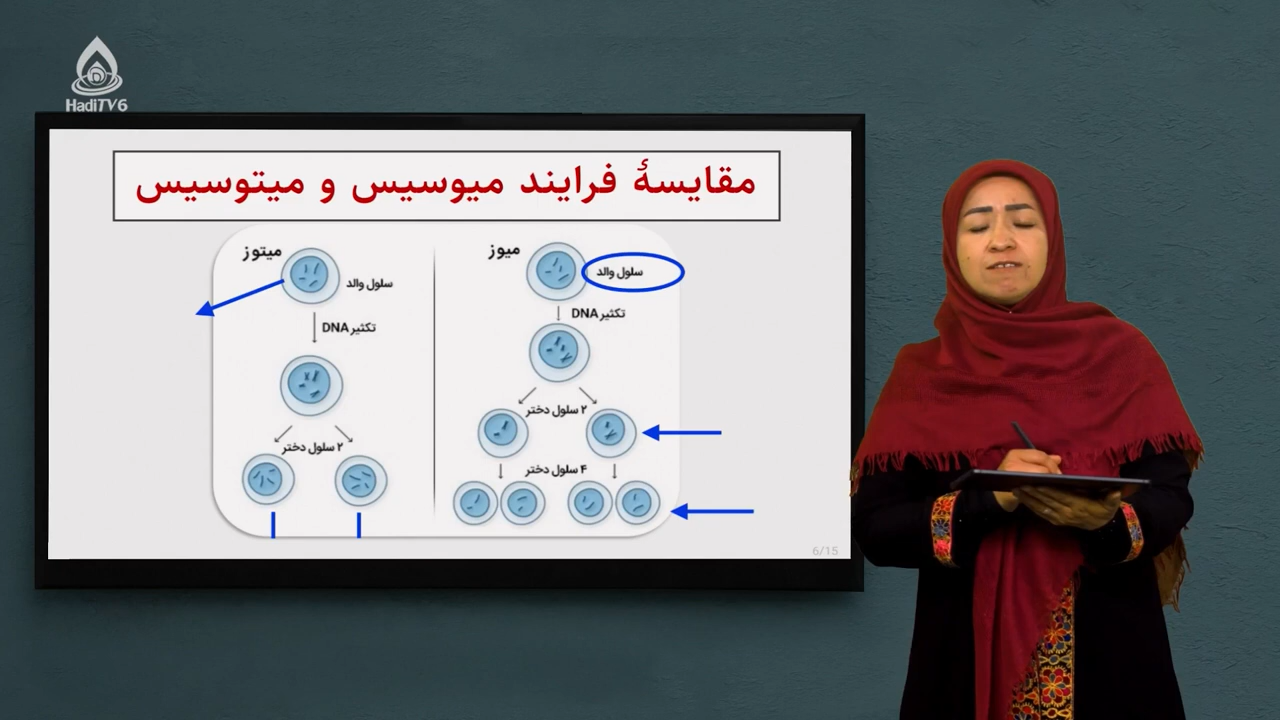 HadiTV6
مقایسهٔ فرایند میوسیس و میتوسیس
میوز
سلول والد
تکثیر DNA
۲ سلول دختر
۴ سلول دختر
میتوز
سلول والد
تکثیر DNA
۲ سلول دختر
6/15